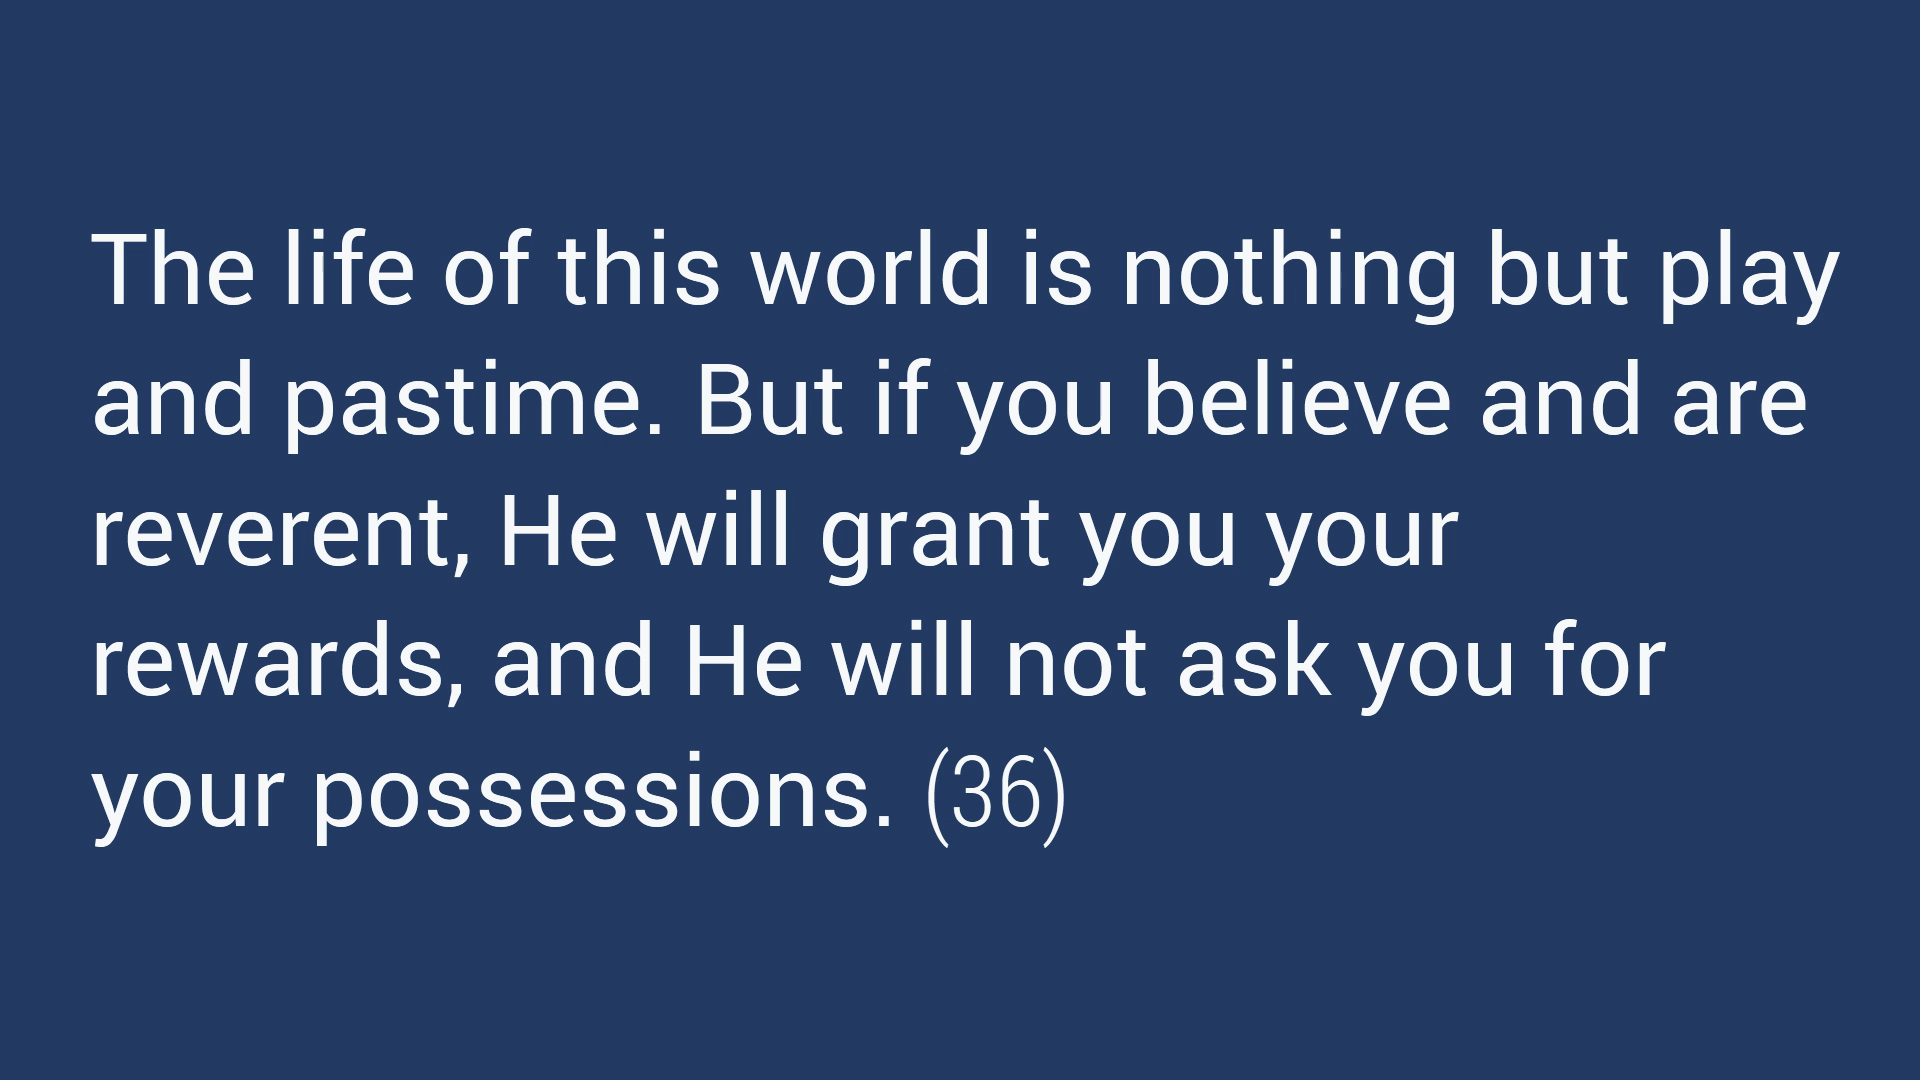 The life of this world is nothing but play
and pastime. But if you believe and are
reverent, He will grant you your
rewards, and He will not ask you for
your possessions. (36)